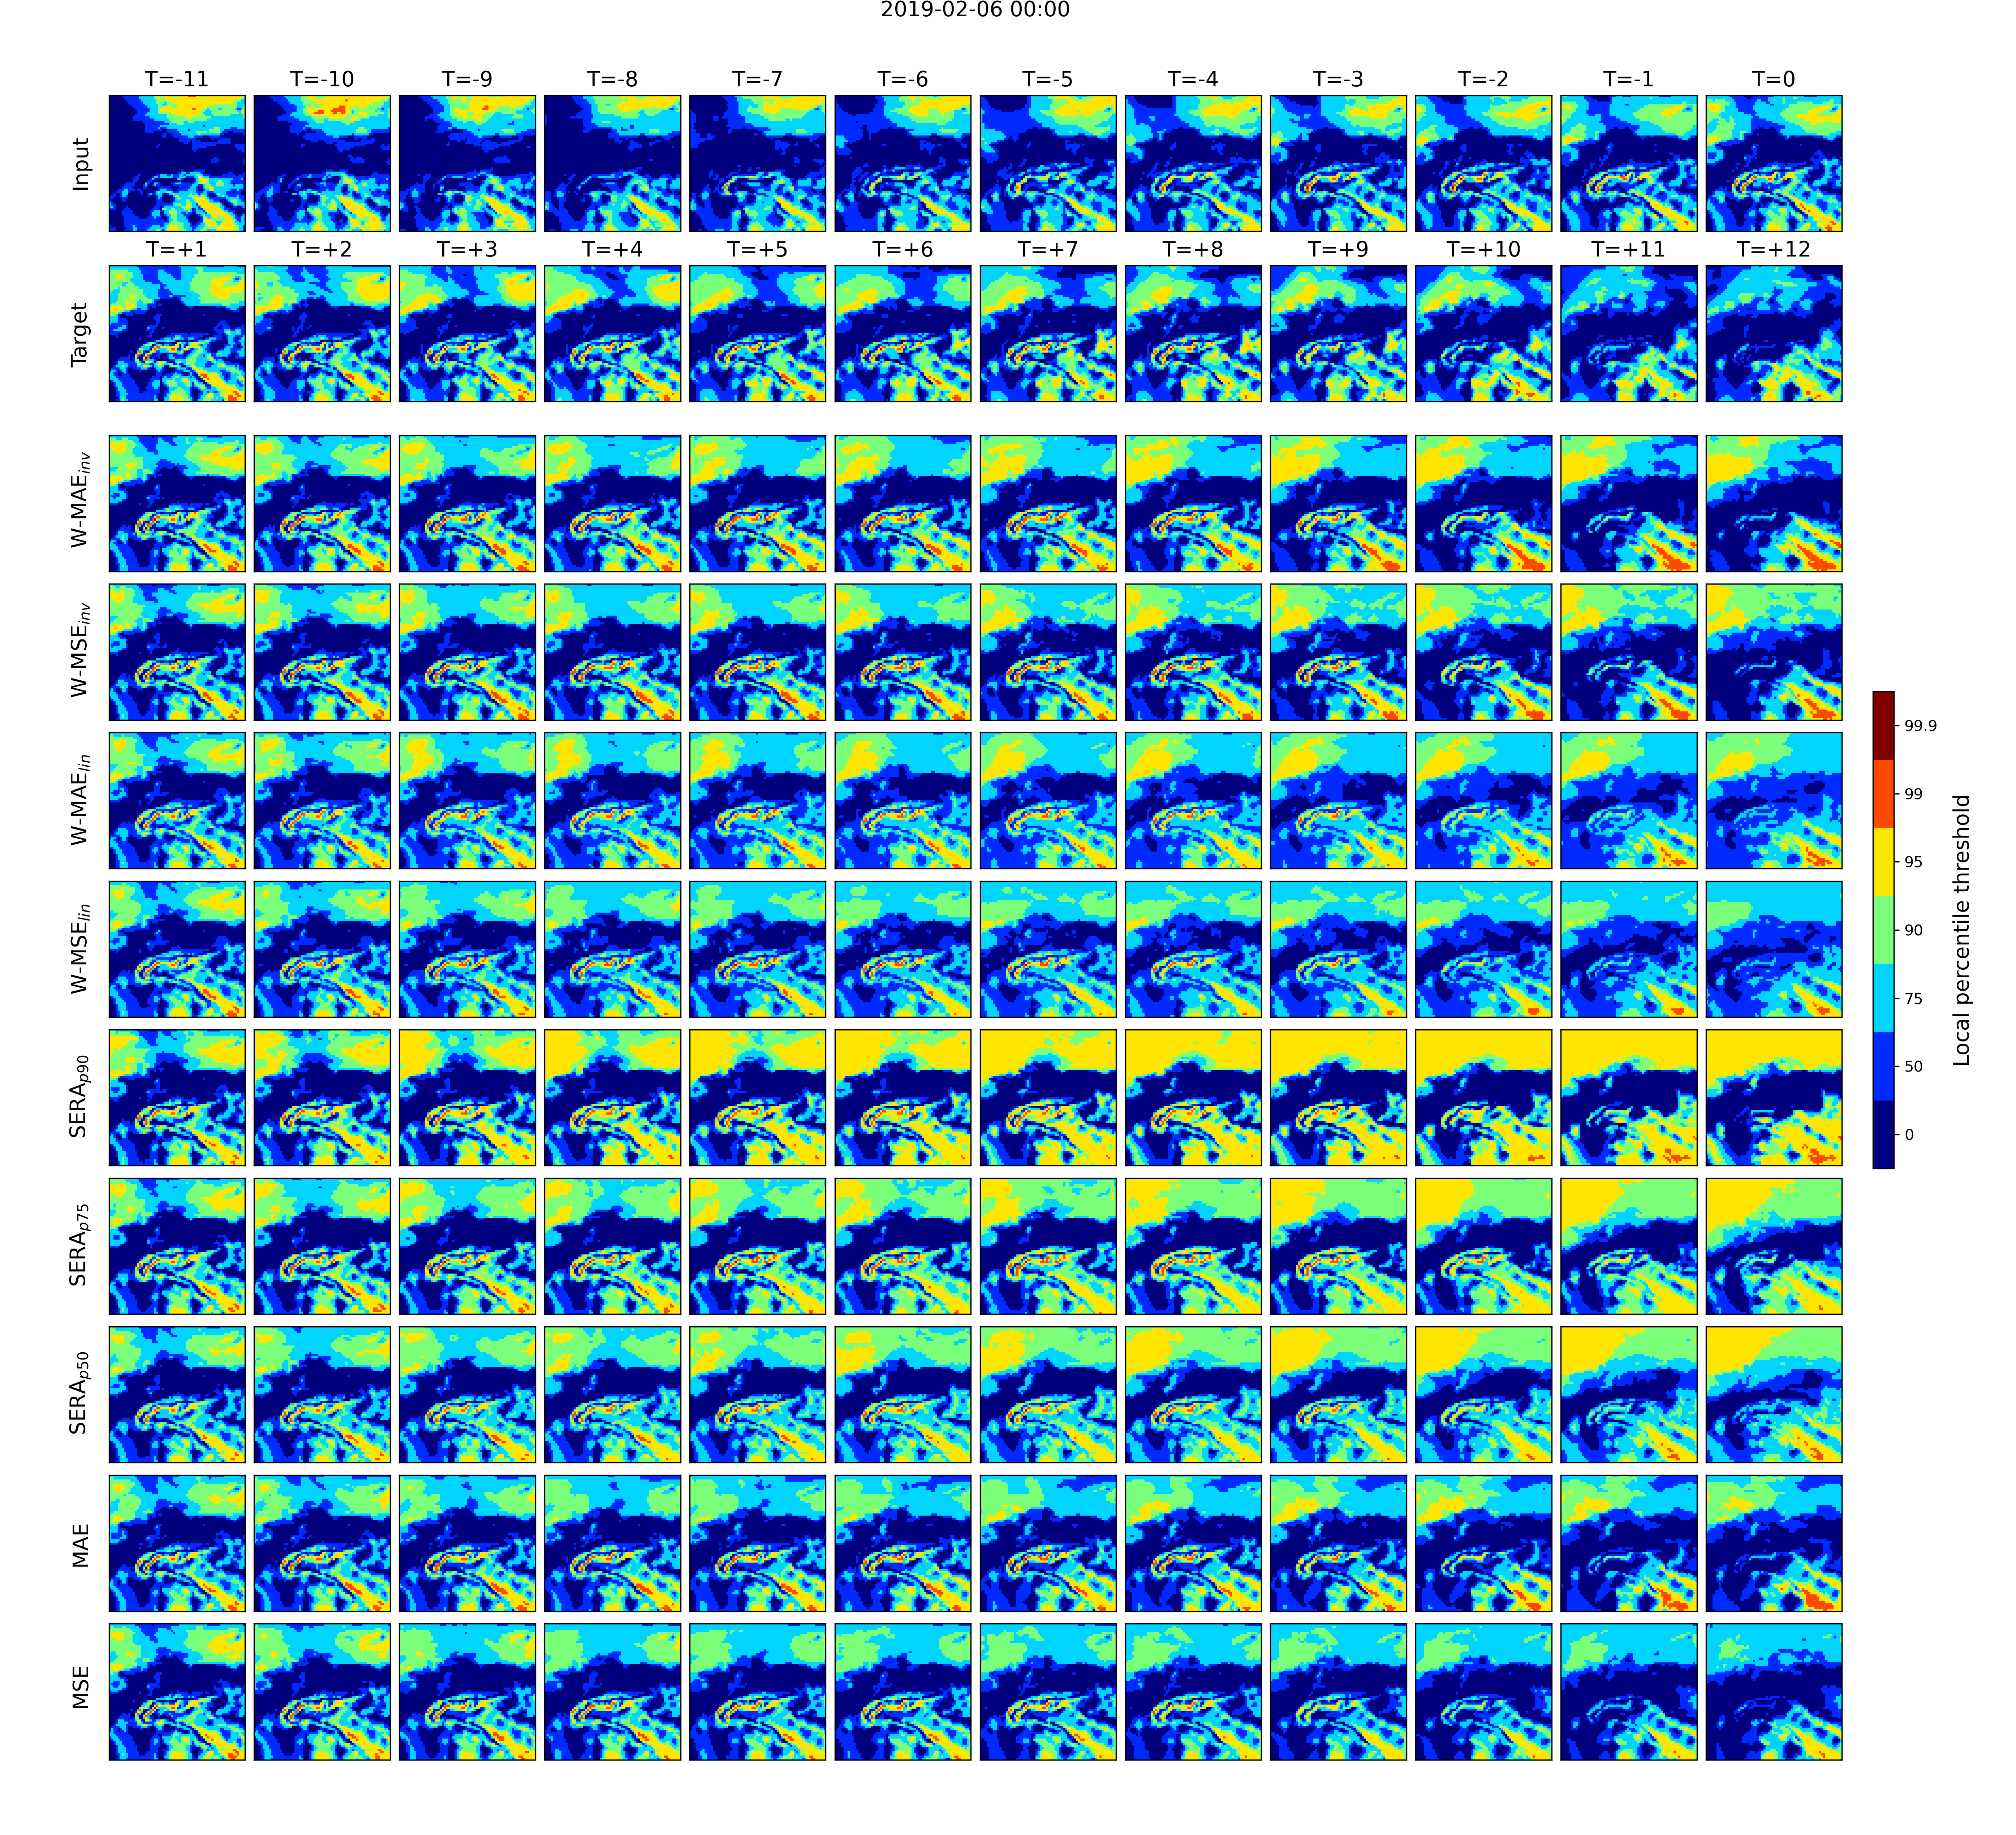 2019-02-06 00:00
T=-11 T=-10 T=-9 T=-8 T=-7 T=-6 T=-5 T=-4 T=-3 T=-2 T=-1 T=0
Input
T=+1 T=+2 T=+3 T=+4 T=+5 T=+6 T=+7 T=+8 T=+9 T=+10 T=+11 T=+12
Target
W-MAEinv
W-MSEinv
W-MAElin
W-MSElin
SERAp90
SERAp75
SERAp50
MAE
MSE
99.9
99
95
90
75
50
0
Local percentile threshold